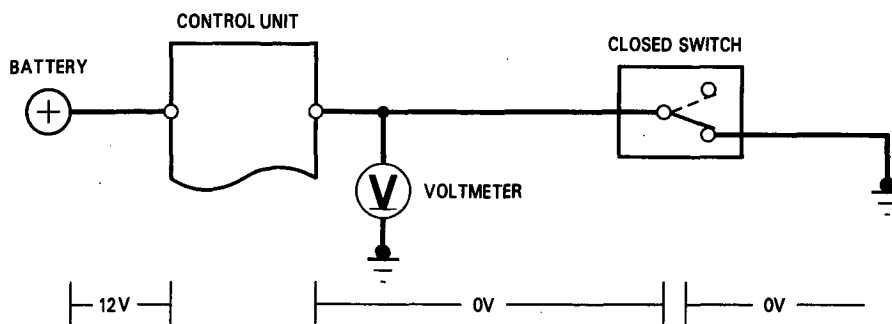 CONTROL UNIT
CLOSED SWITCH
BATTERY
+
V
VOLTMETER
12V
0V
0V